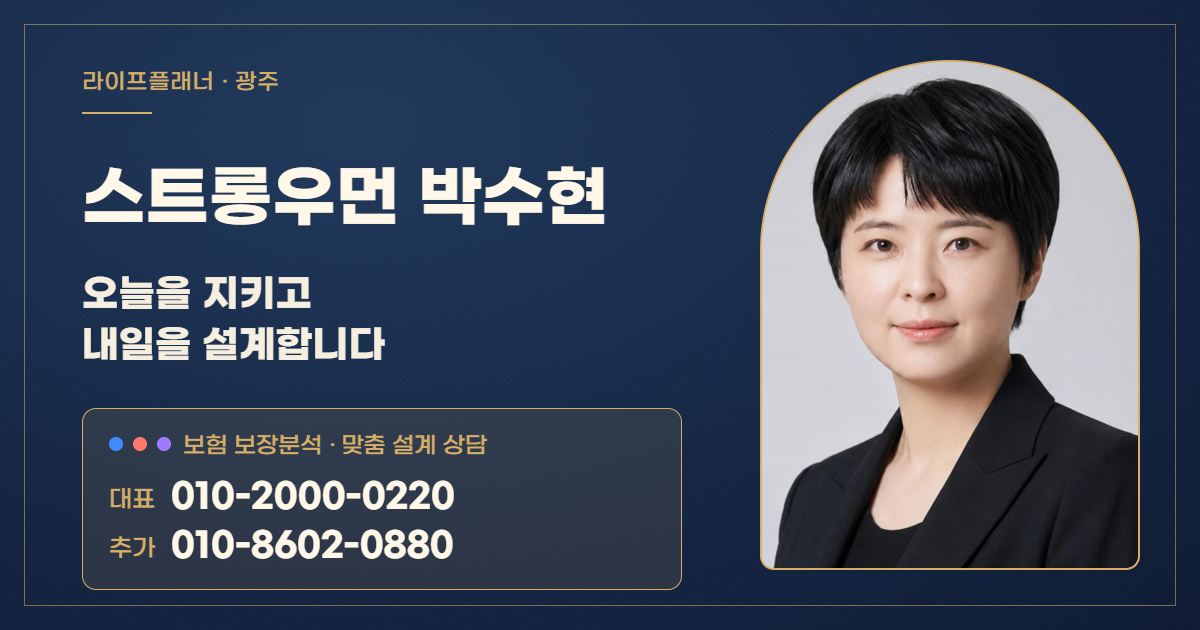 라이프플래너 · 광주
스트롱우먼 박수현
오늘을 지키고
내일을 설계합니다
보험 보장분석 · 맞춤 설계 상담
대표 010-2000-0220
추가 010-8602-0880